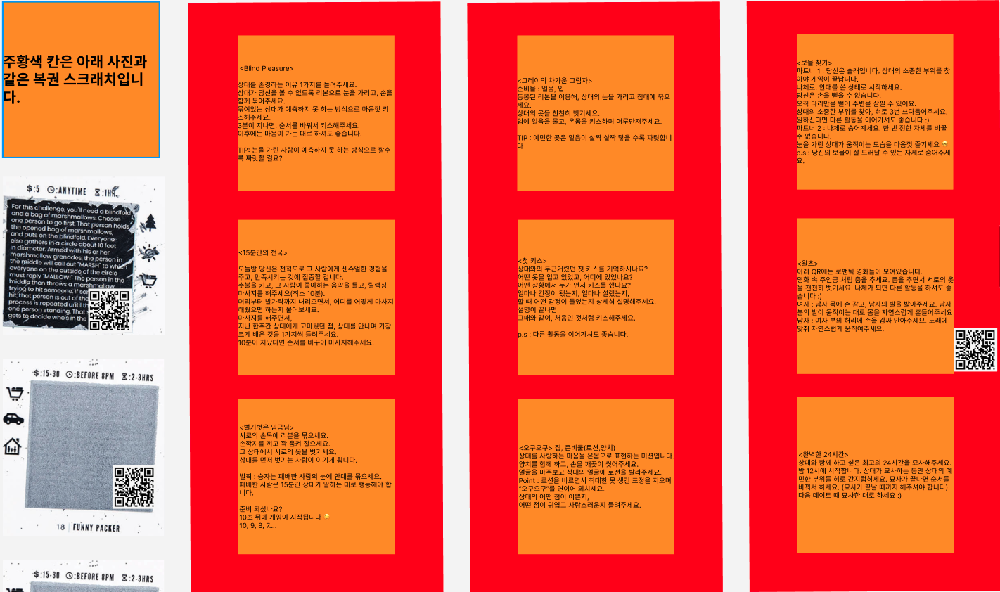 주황색 칸은 아래 사진과
같은 복권 스크래치입니
다.
$:5 :ANYTIME :1HR
For this challenge, you'll need a blindfold
and a bag of marshmallows. Choose
one person to go first. That person holds
the opened bag of marshmallows,
and puts on the blindfold. Everyone
else gathers in a circle about 10 feet
in diameter. Armed with his or her
marshmallow grenades, the person in
the middle will call out "MARSH" to which
everyone on the outside of the circle
must reply "MALLOW!" The person in the
middle then throws a marshmallow
trying to hit someone. If
hit, that person is out of the
process is repeated until th
one person standing. That
gets to decide who's in the
$:15-30 :BEFORE 8PM :2-3HRS
18 FUNNY PACKER
$:15-30 :BEFORE 8PM :2-3HRS
<Blind Pleasure>
상대를 존경하는 이유 1가지를 들려주세요.
상대가 당신을 볼 수 없도록 리본으로 눈을 가리고, 손을
함께 묶어주세요.
묶여있는 상대가 예측하지 못 하는 방식으로 마음껏 키
스해주세요.
3분이 지나면, 순서를 바꿔서 키스해주세요.
이후에는 마음이 가는 대로 하셔도 좋습니다.
TIP: 눈을 가린 사람이 예측하지 못 하는 방식으로 할수
록 짜릿할 걸요?
<15분간의 천국>
오늘밤 당신은 전적으로 그 사람에게 센슈얼한 경험을
주고, 만족시키는 것에 집중할 겁니다.
촛불을 키고, 그 사람이 좋아하는 음악을 틀고, 릴랙싱
마사지를 해주세요(최소 10분).
머리부터 발가락까지 내려오면서, 어디를 어떻게 마사지
해줬으면 하는지 물어보세요.
마사지를 해주면서,
지난 한주간 상대에게 고마웠던 점, 상대를 만나며 가장
크게 배운 것을 1가지씩 들려주세요.
10분이 지났다면 순서를 바꾸어 마사지해주세요.
<벌거벗은 임금님>
서로의 손목에 리본을 묶으세요.
손깍지를 끼고 꽉 움켜 잡으세요.
그 상태에서 서로의 옷을 벗기세요.
상대를 먼저 벗기는 사람이 이기게 됩니다.
벌칙 : 승자는 패배한 사람의 눈에 안대를 묶으세요.
패배한 사람은 15분간 상대가 말하는 대로 행동해야 합
니다.
준비 되셨나요?
10초 뒤에 게임이 시작됩니다
10, 9, 8, 7....
<그레이의 차가운 그림자>
준비물 : 얼음, 입
동봉된 리본을 이용해, 상대의 눈을 가리고 침대에 묶으
세요.
상대의 옷을 천천히 벗기세요.
입에 얼음을 물고, 온몸을 키스하며 어루만져주세요.
TIP : 예민한 곳은 얼음이 살짝 살짝 닿을 수록 짜릿합니
다
<첫 키스>
상대와의 두근거렸던 첫 키스를 기억하시나요?
어떤 옷을 입고 있었고, 어디에 있었나요?
어떤 상황에서 누가 먼저 키스를 했나요?
얼마나 긴장이 됐는지, 얼마나 설렜는지,
할 때 어떤 감정이 들었는지 상세히 설명해주세요.
설명이 끝나면
그때와 같이, 처음인 것처럼 키스해주세요.
p.s : 다른 활동을 이어가셔도 좋습니다.
<오구오구> 집, 준비물(로션,양치)
상대를 사랑하는 마음을 온몸으로 표현하는 미션입니다.
양치를 함께 하고, 손을 깨끗이 씻어주세요.
얼굴을 마주보고 상대의 얼굴에 로션을 발라주세요.
Point : 로션을 바르면서 최대한 못 생긴 표정을 지으며
"오구오구"를 연이어 외치세요.
상대의 어떤 점이 이쁜지,
어떤 점이 귀엽고 사랑스러운지 들려주세요.
<보물 찾기>
파트너 1 : 당신은 술래입니다. 상대의 소중한 부위를 찾
아야 게임이 끝납니다.
나체로, 안대를 쓴 상태로 시작하세요.
당신은 손을 뻗을 수 없습니다.
오직 다리만을 뻗어 주변을 살필 수 있어요.
상대의 소중한 부위를 찾아, 혀로 3번 쓰다듬어주세요.
원하신다면 다른 활동을 이어가셔도 좋습니다 :)
파트너 2 : 나체로 숨어계세요. 한 번 정한 자세를 바꿀
수 없습니다.
눈을 가린 상대가 움직이는 모습을 마음껏 즐기세요
p.s : 당신의 보물이 잘 드러날 수 있는 자세로 숨어주세
요.
<왈츠>
아래 QR에는 로맨틱 영화들이 모여있습니다.
영화 속 주인공 처럼 춤을 추세요. 춤을 추면서 서로의 옷
을 천천히 벗기세요. 나체가 되면 다른 활동을 하셔도 좋
습니다 :)
여자 : 남자 목에 손 감고, 남자의 발을 밟아주세요. 남자
분의 발이 움직이는 대로 몸을 자연스럽게 흔들어주세요
남자 : 여자 분의 허리에 손을 감싸 안아주세요. 노래에
맞춰 자연스럽게 움직여주세요.
<완벽한 24시간>
상대와 함께 하고 싶은 최고의 24시간을 묘사해주세요.
밤 12시에 시작합니다. 상대가 묘사하는 동안 상대의 예
민한 부위를 혀로 간지럽히세요. 묘사가 끝나면 순서를
바꿔서 하세요. (묘사가 끝날 때까지 해주셔야 합니다)
다음 데이트 때 묘사한 대로 하세요 :)